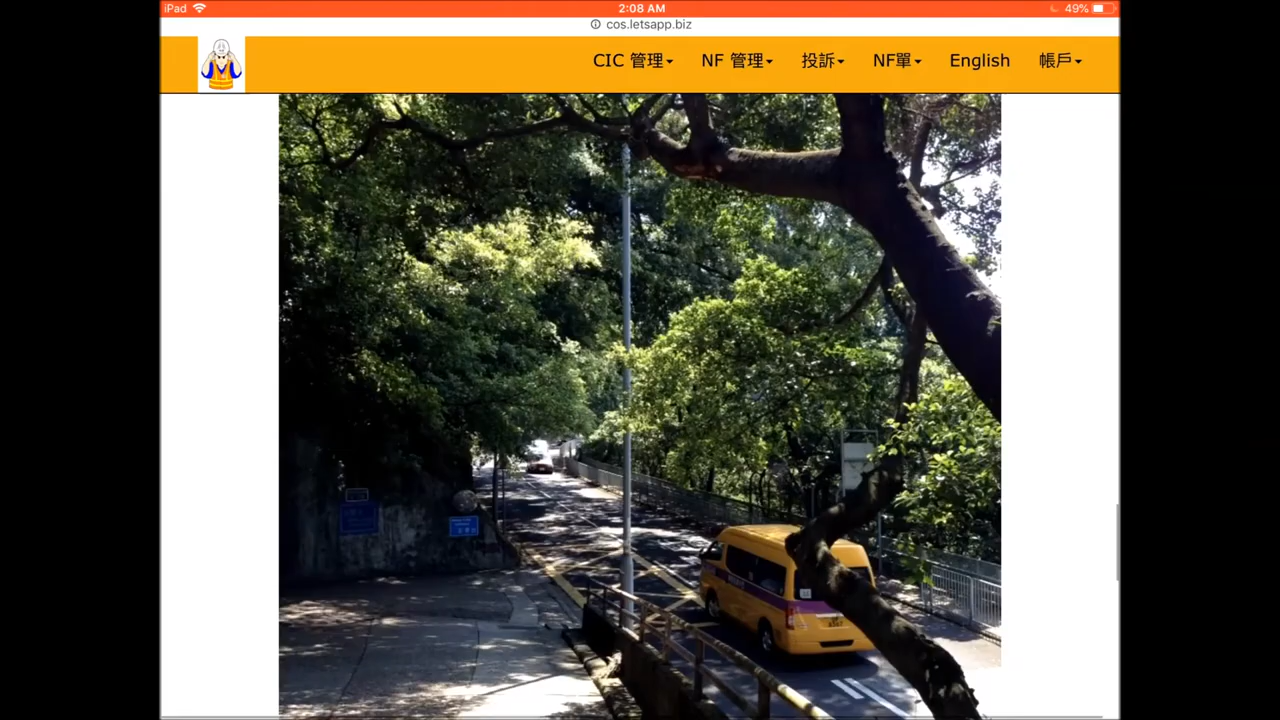 iPad 2:08 AM 49%
cos.letsapp.biz
CIC 管理 NF 管理 投訴 NF單 English 帳戶